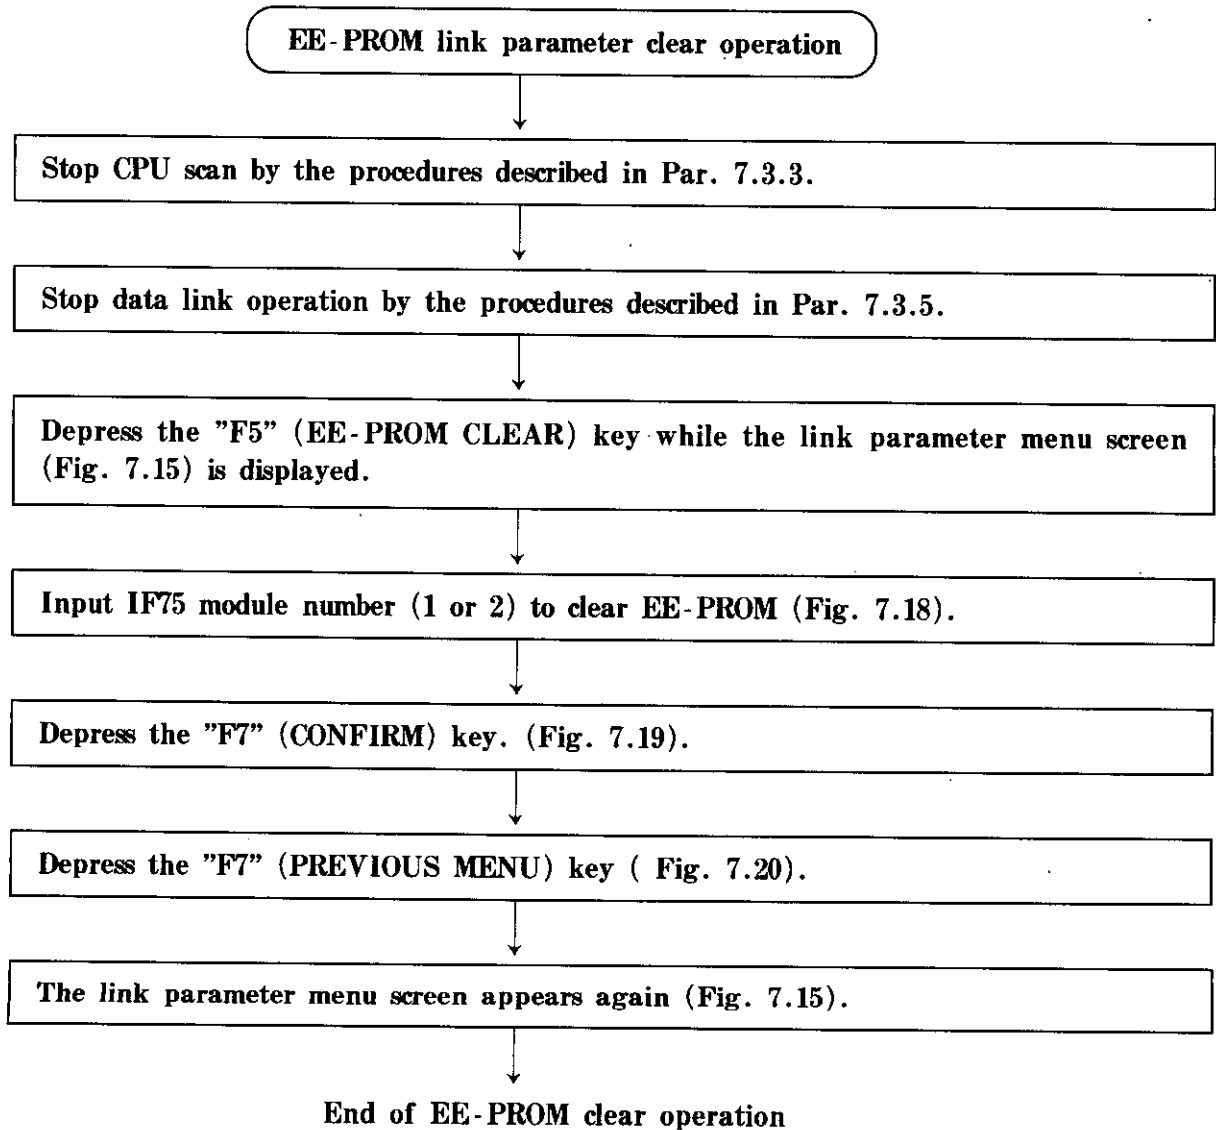 EE-PROM link parameter clear operation
Stop CPU scan by the procedures described in Par. 7.3.3.
Stop data link operation by the procedures described in Par. 7.3.5.
Depress the "F5" (EE-PROM CLEAR) key while the link parameter menu screen
(Fig. 7.15) is displayed.
Input IF75 module number (1 or 2) to clear EE-PROM (Fig. 7.18).
Depress the "F7" (CONFIRM) key. (Fig. 7.19).
Depress the "F7" (PREVIOUS MENU) key ( Fig. 7.20).
The link parameter menu screen appears again (Fig. 7.15).
End of EE-PROM clear operation